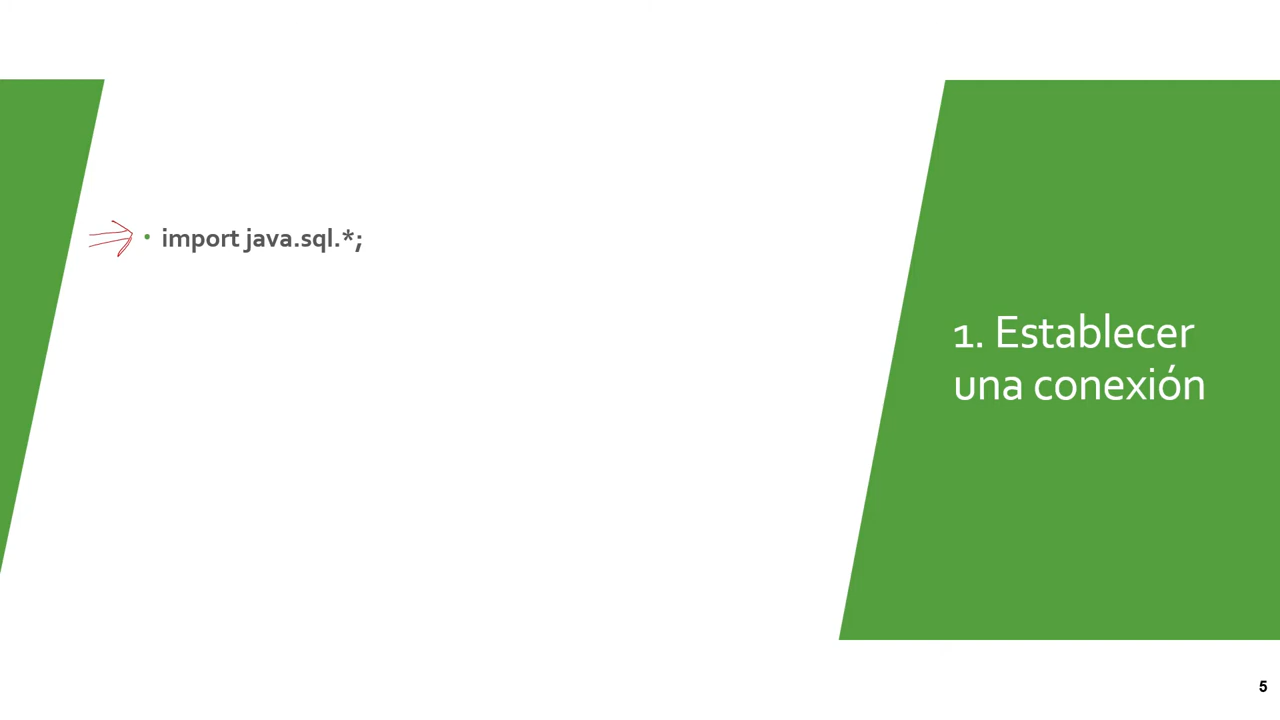 • import java.sql.*;
1. Establecer
una conexión
5